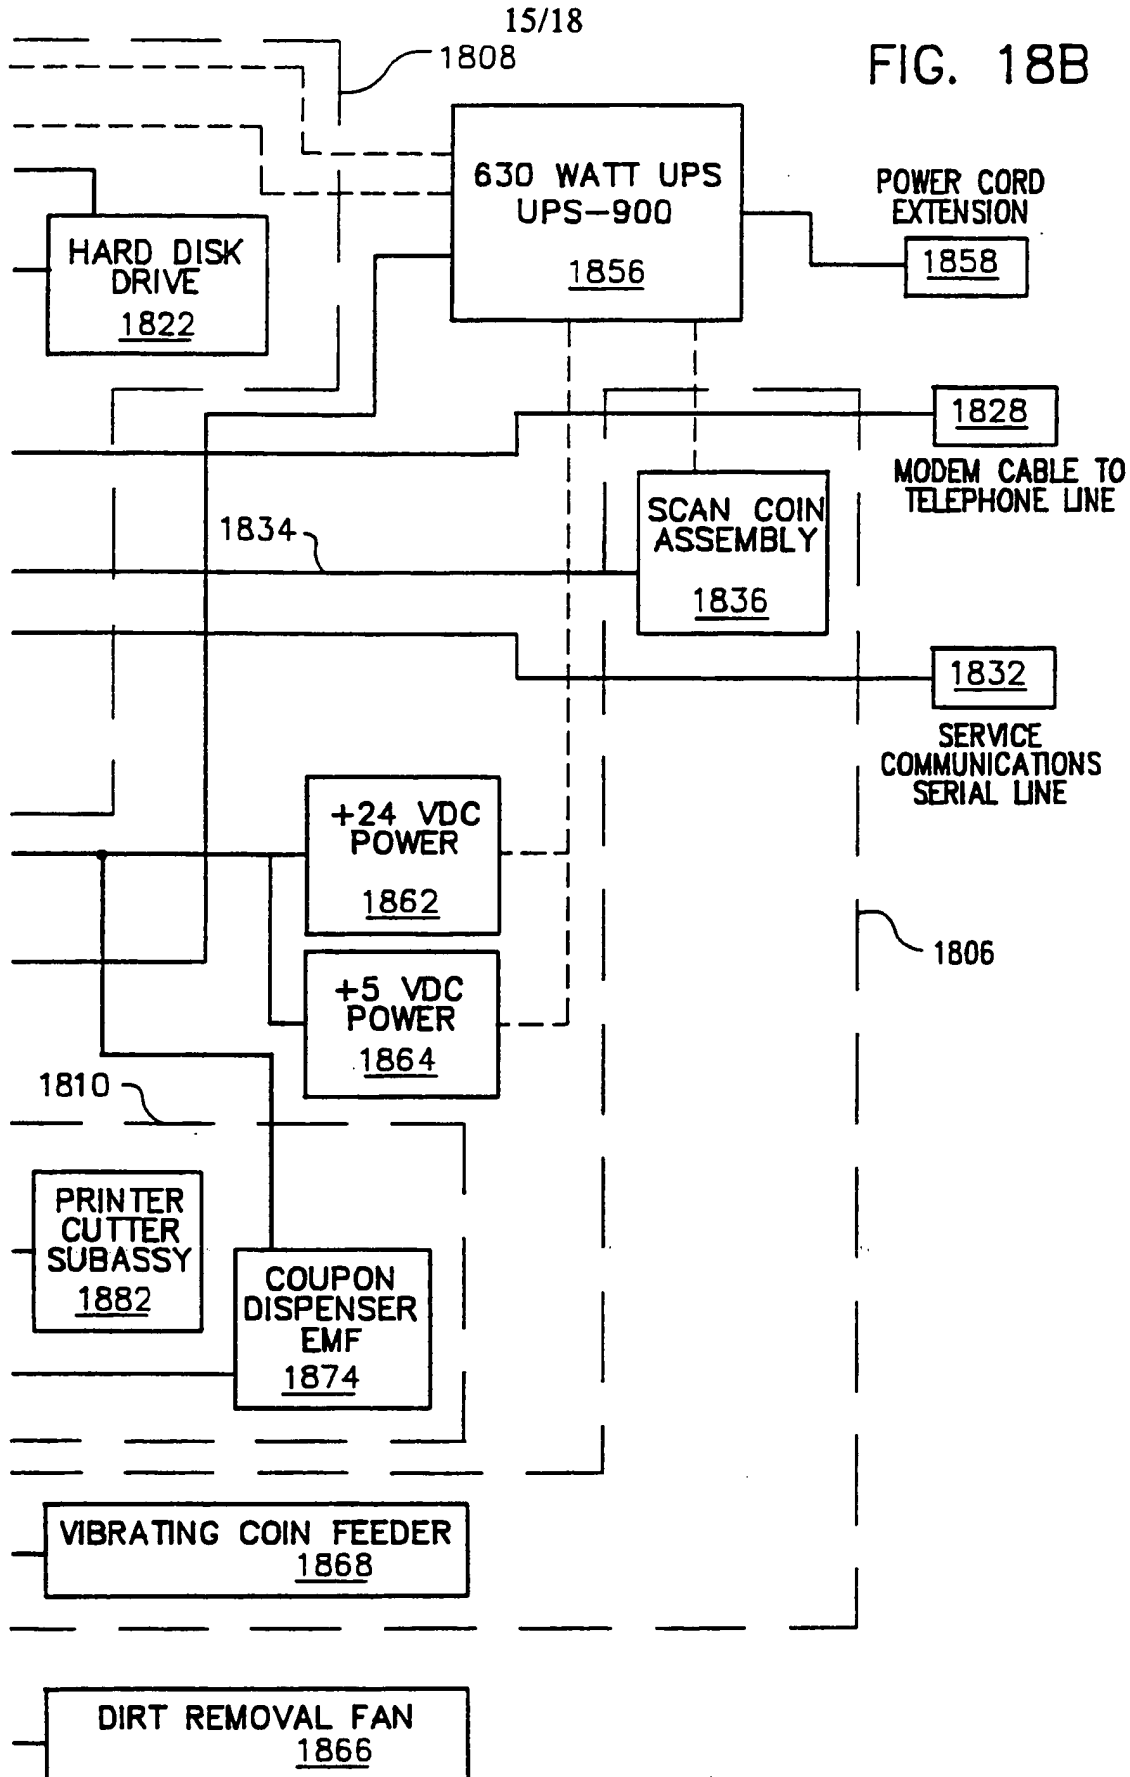 15/18
FIG. 18B
1808
630 WATT UPS
UPS-900
1856
POWER CORD
EXTENSION
1858
HARD DISK
DRIVE
1822
1828
MODEM CABLE TO
TELEPHONE LINE
1834
SCAN COIN
ASSEMBLY
1836
1832
SERVICE
COMMUNICATIONS
SERIAL LINE
+24 VDC
POWER
1862
1806
+5 VDC
POWER
1864
1810
PRINTER
CUTTER
SUBASSY
1882
COUPON
DISPENSER
EMF
1874
VIBRATING COIN FEEDER
1868
DIRT REMOVAL FAN
1866